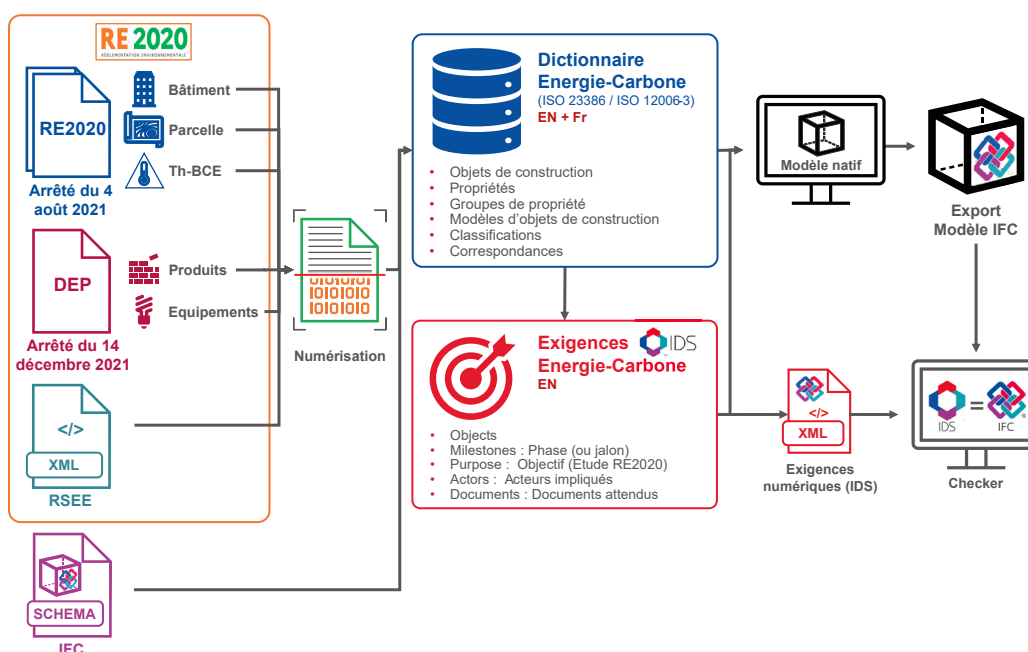 RE2020
RÈGLEMENTATION ENVIRONNEMENTALE
RE2020
Arrêté du 4
août 2021
Bâtiment
Parcelle
Th-BCE
DEP
Arrêté du 14
décembre 2021
Produits
Equipements
</>
XML
RSEE
SCHEMA
IFC
Numérisation
Dictionnaire
Energie-Carbone
(ISO 23386 / ISO 12006-3)
EN + Fr
• Objets de construction
• Propriétés
• Groupes de propriété
• Modèles d'objets de construction
• Classifications
• Correspondances
Exigences
IDS
Energie-Carbone
EN
• Objects
• Milestones : Phase (ou jalon)
• Purpose : Objectif (Etude RE2020)
• Actors : Acteurs impliqués
• Documents : Documents attendus
Modèle natif
Export
Modèle IFC
</>
XML
Exigences
numériques (IDS)
IDS = IFC
Checker